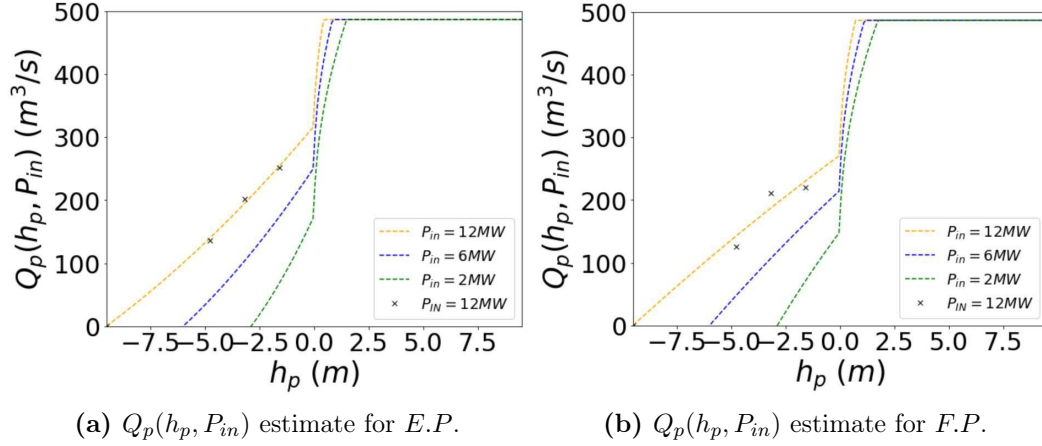 500
400
300
200
100
0
Q_p(h_p, P_in) (m^3/s)
−7.5 −5.0 −2.5 0.0 2.5 5.0 7.5
h_p (m)
P_in = 12MW
P_in = 6MW
P_in = 2MW
P_IN = 12MW
(a) Q_p(h_p, P_in) estimate for E.P.
500
400
300
200
100
0
Q_p(h_p, P_in) (m^3/s)
−7.5 −5.0 −2.5 0.0 2.5 5.0 7.5
h_p (m)
P_in = 12MW
P_in = 6MW
P_in = 2MW
P_IN = 12MW
(b) Q_p(h_p, P_in) estimate for F.P.